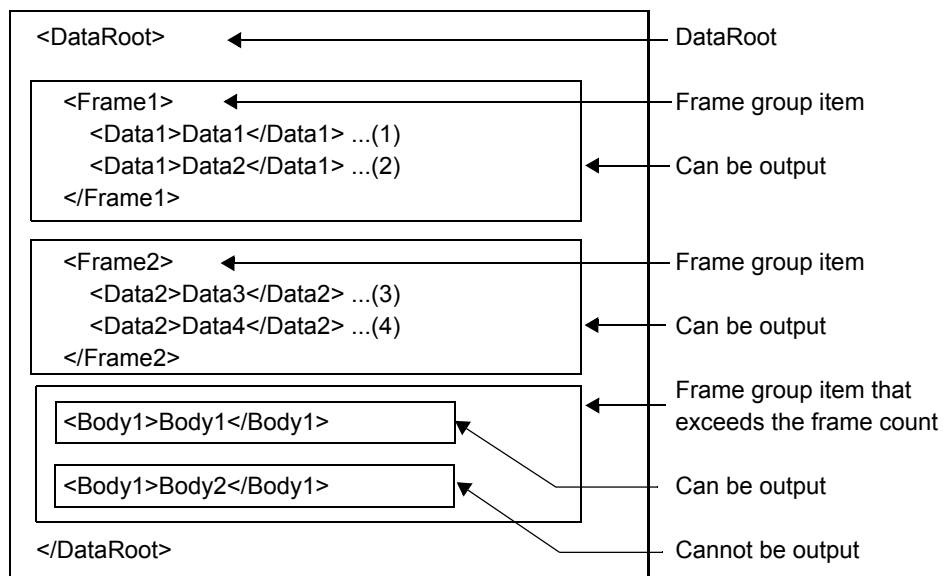 <DataRoot> DataRoot
<Frame1> Frame group item
<Data1>Data1</Data1> ...(1)
<Data1>Data2</Data1> ...(2) Can be output
</Frame1>
<Frame2> Frame group item
<Data2>Data3</Data2> ...(3)
<Data2>Data4</Data2> ...(4) Can be output
</Frame2>
Frame group item that
exceeds the frame count
<Body1>Body1</Body1>
Can be output
<Body1>Body2</Body1>
Cannot be output
</DataRoot>